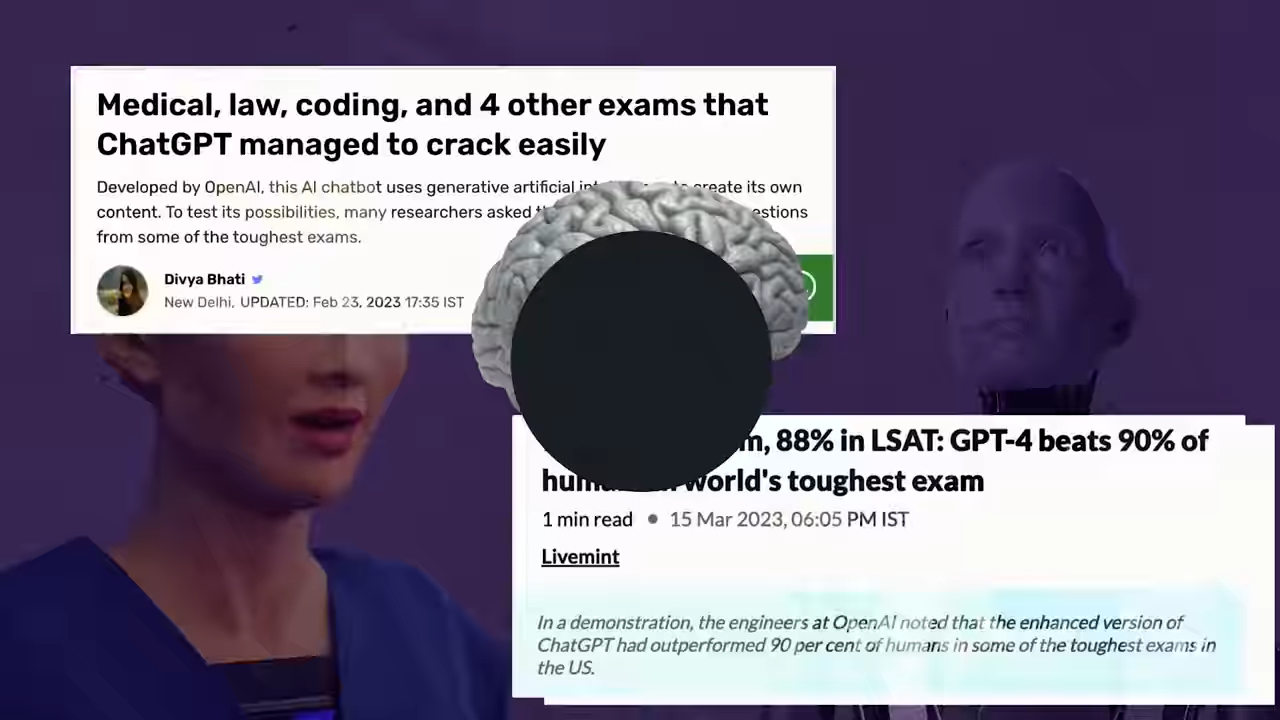 Medical, law, coding, and 4 other exams that
ChatGPT managed to crack easily
Developed by OpenAI, this AI chatbot uses generative artificial create its own
content. To test its possibilities, many researchers asked
from some of the toughest exams.
Divya Bhati
New Delhi, UPDATED: Feb 23, 2023 17:35 IST
88% in LSAT: GPT-4 beats 90% of
world's toughest exam
1 min read • 15 Mar 2023, 06:05 PM IST
Livemint
In a demonstration, the engineers at OpenAI noted that the enhanced version of
ChatGPT had outperformed 90 per cent of humans in some of the toughest exams in
the US.